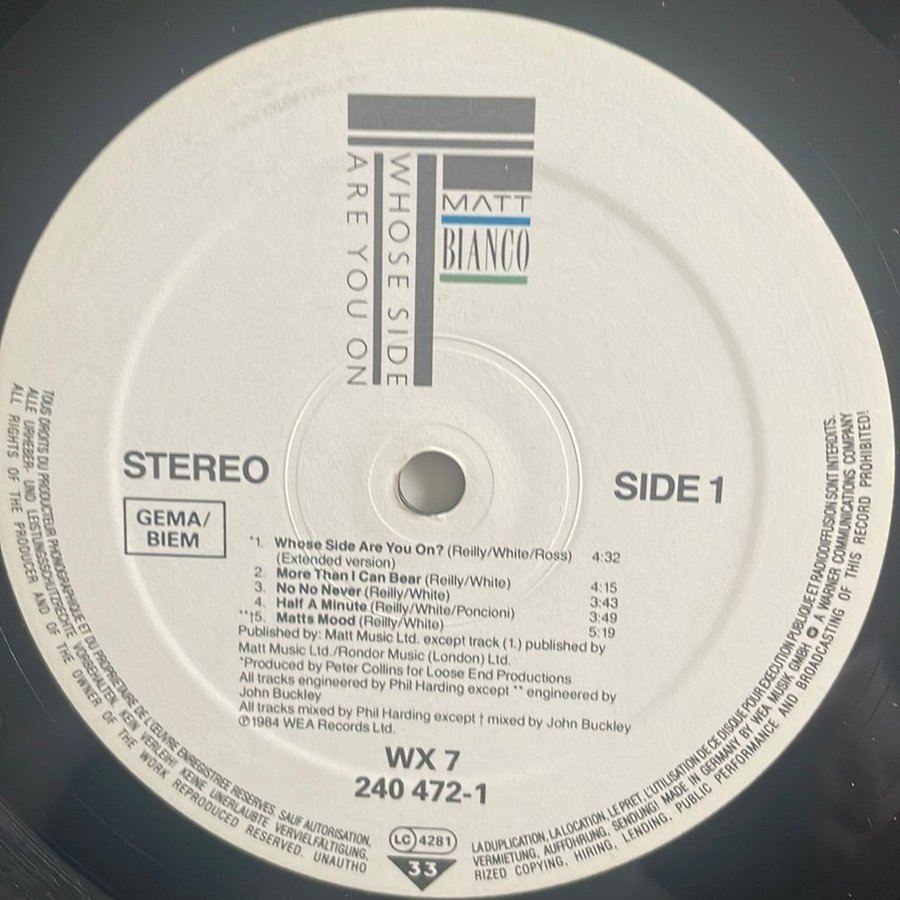 WHOSE SIDE
ARE YOU ON
MATT
BIANCO
STEREO
SIDE 1
GEMA/
BIEM
*1. Whose Side Are You On? (Reilly/White/Ross) 4:32
(Extended version)
2. More Than I Can Bear (Reilly/White) 4:15
3. No No Never (Reilly/White) 3:43
4. Half A Minute (Reilly/White/Poncioni) 3:49
**†5. Matts Mood (Reilly/White) 5:19
Published by: Matt Music Ltd. except track (1.) published by
Matt Music Ltd./Rondor Music (London) Ltd.
*Produced by Peter Collins for Loose End Productions
All tracks engineered by Phil Harding except ** engineered by
John Buckley
All tracks mixed by Phil Harding except † mixed by John Buckley
℗1984 WEA Records Ltd.
WX 7
240 472-1
LC 4281
33
TOUS DROITS DU PRODUCTEUR PHONOGRAPHIQUE ET DU PROPRIETAIRE DE L'ŒUVRE ENREGISTREE RESERVES. SAUF AUTORISATION,
LA DUPLICATION, LA LOCATION, LE PRET, L'UTILISATION DE CE DISQUE POUR EXECUTION PUBLIQUE ET RADIODIFFUSION SONT INTERDITS.
ALLE URHEBER- UND LEISTUNGSSCHUTZRECHTE VORBEHALTEN. KEIN VERLEIH! KEINE UNERLAUBTE VERVIELFÄLTIGUNG,
VERMIETUNG, AUFFÜHRUNG, SENDUNG! MADE IN GERMANY BY WEA MUSIK GMBH A WARNER COMMUNICATIONS COMPANY
ALL RIGHTS OF THE PRODUCER AND OF THE OWNER OF THE WORK REPRODUCED RESERVED. UNAUTHO
RIZED COPYING, HIRING, LENDING, PUBLIC PERFORMANCE AND BROADCASTING OF THIS RECORD PROHIBITED!